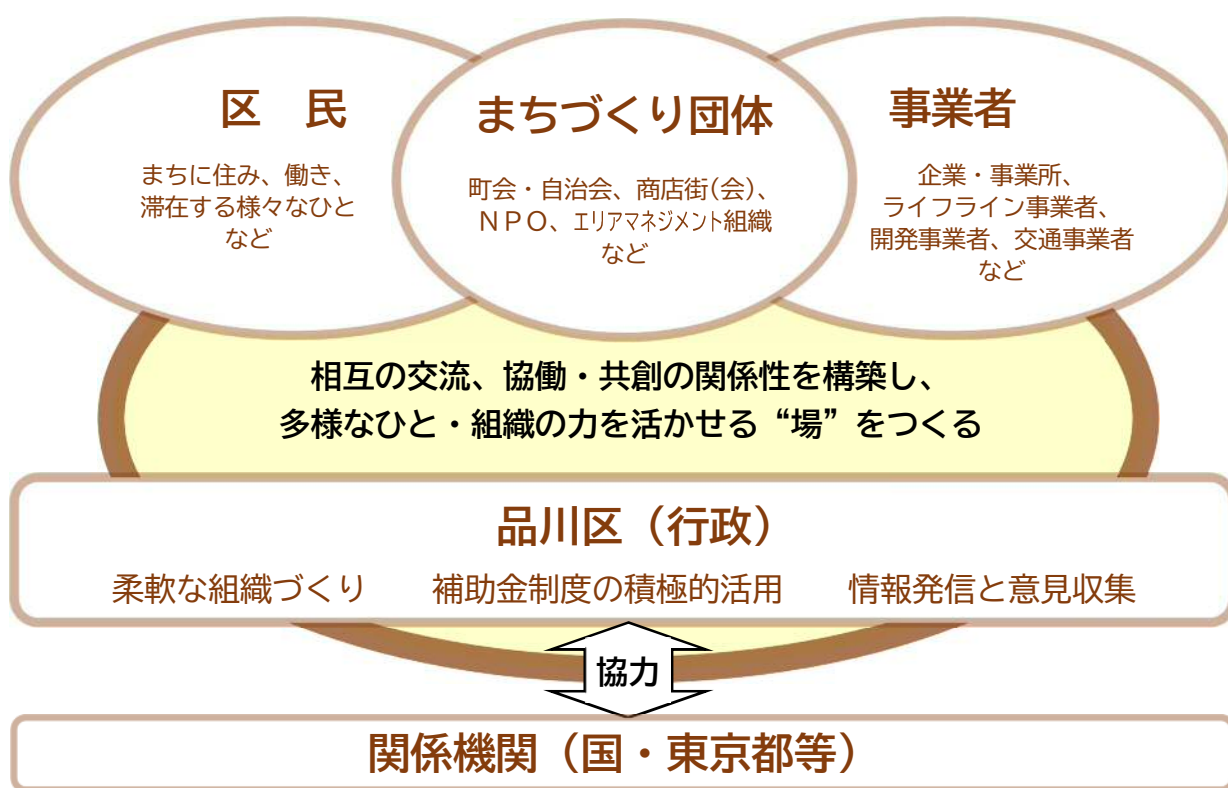 区　民
まちに住み、働き、
滞在する様々なひと
など
まちづくり団体
町会・自治会、商店街(会)、
ＮＰＯ、ｴﾘｱﾏﾈｼﾞﾒﾝﾄ組織
など
事業者
企業・事業所、
ライフライン事業者、
開発事業者、交通事業者
など
相互の交流、協働・共創の関係性を構築し、
多様なひと・組織の力を活かせる“場”をつくる
品川区（行政）
柔軟な組織づくり　補助金制度の積極的活用　情報発信と意見収集
協力
関係機関（国・東京都等）